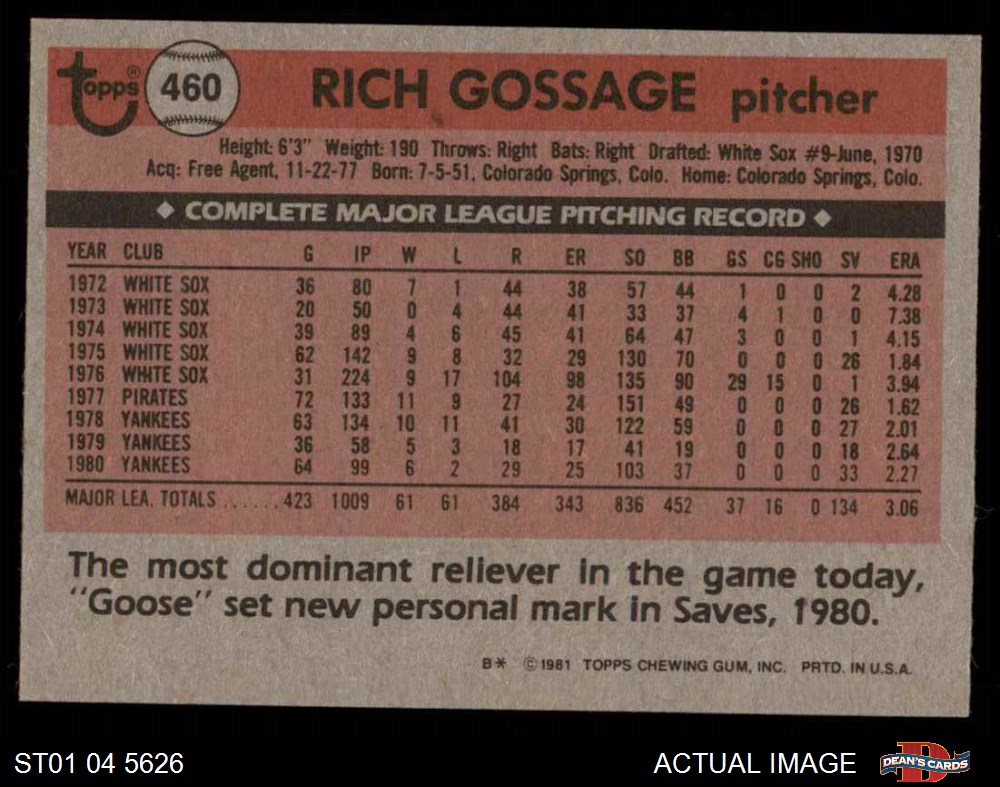 Topps® 460 RICH GOSSAGE pitcher
Height: 6'3" Weight: 190 Throws: Right Bats: Right Drafted: White Sox #9-June, 1970
Acq: Free Agent, 11-22-77 Born: 7-5-51, Colorado Springs, Colo. Home: Colorado Springs, Colo.
◆ COMPLETE MAJOR LEAGUE PITCHING RECORD ◆
YEAR CLUB G IP W L R ER SO BB GS CG SHO SV ERA
1972 WHITE SOX 36 80 7 1 44 38 57 44 1 0 0 2 4.28
1973 WHITE SOX 20 50 0 4 44 41 33 37 4 1 0 0 7.38
1974 WHITE SOX 39 89 4 6 45 41 64 47 3 0 0 1 4.15
1975 WHITE SOX 62 142 9 8 32 29 130 70 0 0 0 26 1.84
1976 WHITE SOX 31 224 9 17 104 98 135 90 29 15 0 1 3.94
1977 PIRATES 72 133 11 9 27 24 151 49 0 0 0 26 1.62
1978 YANKEES 63 134 10 11 41 30 122 59 0 0 0 27 2.01
1979 YANKEES 36 58 5 3 18 17 41 19 0 0 0 18 2.64
1980 YANKEES 64 99 6 2 29 25 103 37 0 0 0 33 2.27
MAJOR LEA. TOTALS ...... 423 1009 61 61 384 343 836 452 37 16 0 134 3.06
The most dominant reliever in the game today,
"Goose" set new personal mark in Saves, 1980.
B* ©1981 TOPPS CHEWING GUM, INC. PRTD. IN U.S.A.
ST01 04 5626 ACTUAL IMAGE DEAN'S CARDS